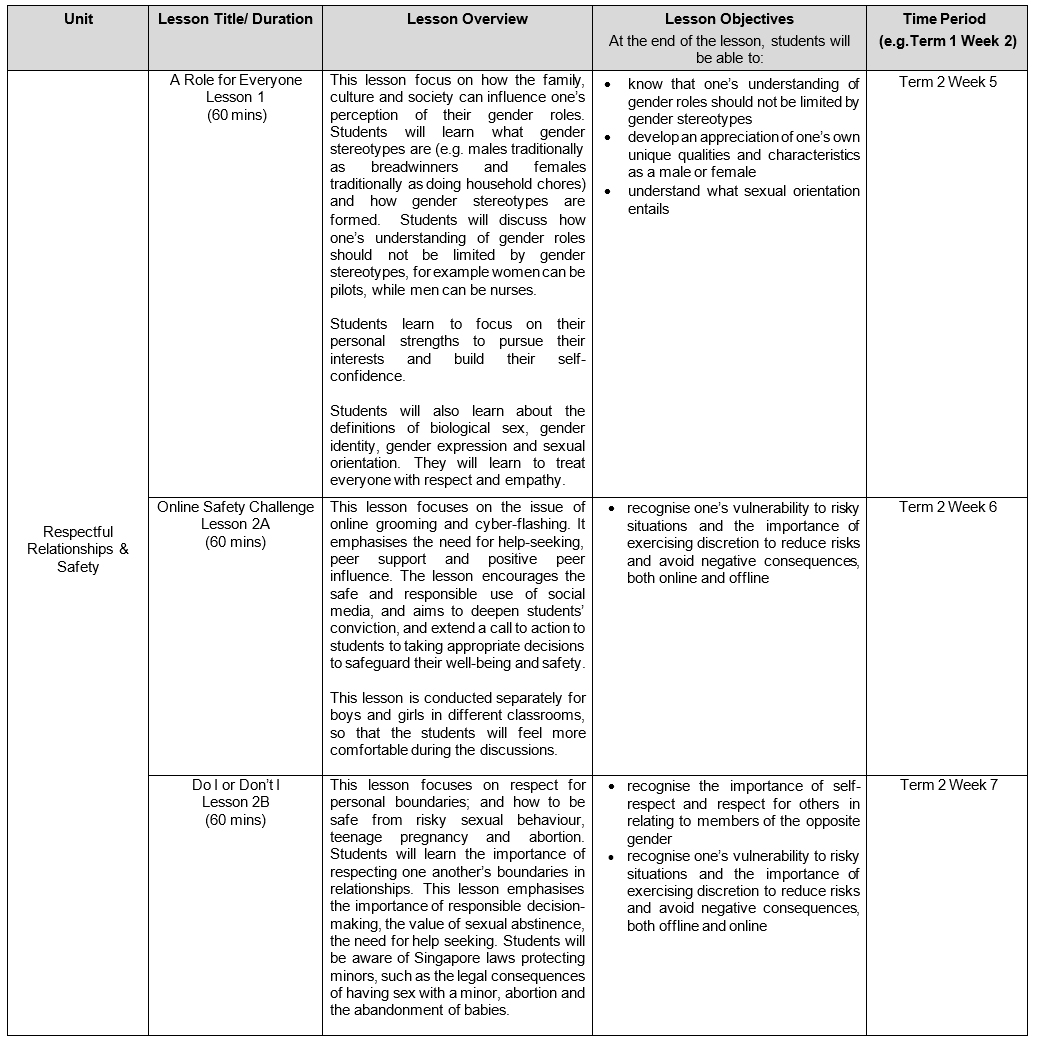 Unit
Lesson Title/ Duration
Lesson Overview
Lesson Objectives
At the end of the lesson, students will
be able to:
Time Period
(e.g.Term 1 Week 2)
Respectful
Relationships &
Safety
A Role for Everyone
Lesson 1
(60 mins)
This lesson focus on how the family,
culture and society can influence one's
perception of their gender roles.
Students will learn what gender
stereotypes are (e.g. males traditionally
as breadwinners and females
traditionally as doing household chores)
and how gender stereotypes are
formed. Students will discuss how
one's understanding of gender roles
should not be limited by gender
stereotypes, for example women can be
pilots, while men can be nurses.
Students learn to focus on their
personal strengths to pursue their
interests and build their self-
confidence.
Students will also learn about the
definitions of biological sex, gender
identity, gender expression and sexual
orientation. They will learn to treat
everyone with respect and empathy.
• know that one's understanding of
gender roles should not be limited by
gender stereotypes
• develop an appreciation of one's own
unique qualities and characteristics
as a male or female
• understand what sexual orientation
entails
Term 2 Week 5
Online Safety Challenge
Lesson 2A
(60 mins)
This lesson focuses on the issue of
online grooming and cyber-flashing. It
emphasises the need for help-seeking,
peer support and positive peer
influence. The lesson encourages the
safe and responsible use of social
media, and aims to deepen students'
conviction, and extend a call to action to
students to taking appropriate decisions
to safeguard their well-being and safety.
This lesson is conducted separately for
boys and girls in different classrooms,
so that the students will feel more
comfortable during the discussions.
• recognise one's vulnerability to risky
situations and the importance of
exercising discretion to reduce risks
and avoid negative consequences,
both online and offline
Term 2 Week 6
Do I or Don't I
Lesson 2B
(60 mins)
This lesson focuses on respect for
personal boundaries; and how to be
safe from risky sexual behaviour,
teenage pregnancy and abortion.
Students will learn the importance of
respecting one another's boundaries in
relationships. This lesson emphasises
the importance of responsible decision-
making, the value of sexual abstinence,
the need for help seeking. Students will
be aware of Singapore laws protecting
minors, such as the legal consequences
of having sex with a minor, abortion and
the abandonment of babies.
• recognise the importance of self-
respect and respect for others in
relating to members of the opposite
gender
• recognise one's vulnerability to risky
situations and the importance of
exercising discretion to reduce risks
and avoid negative consequences,
both offline and online
Term 2 Week 7